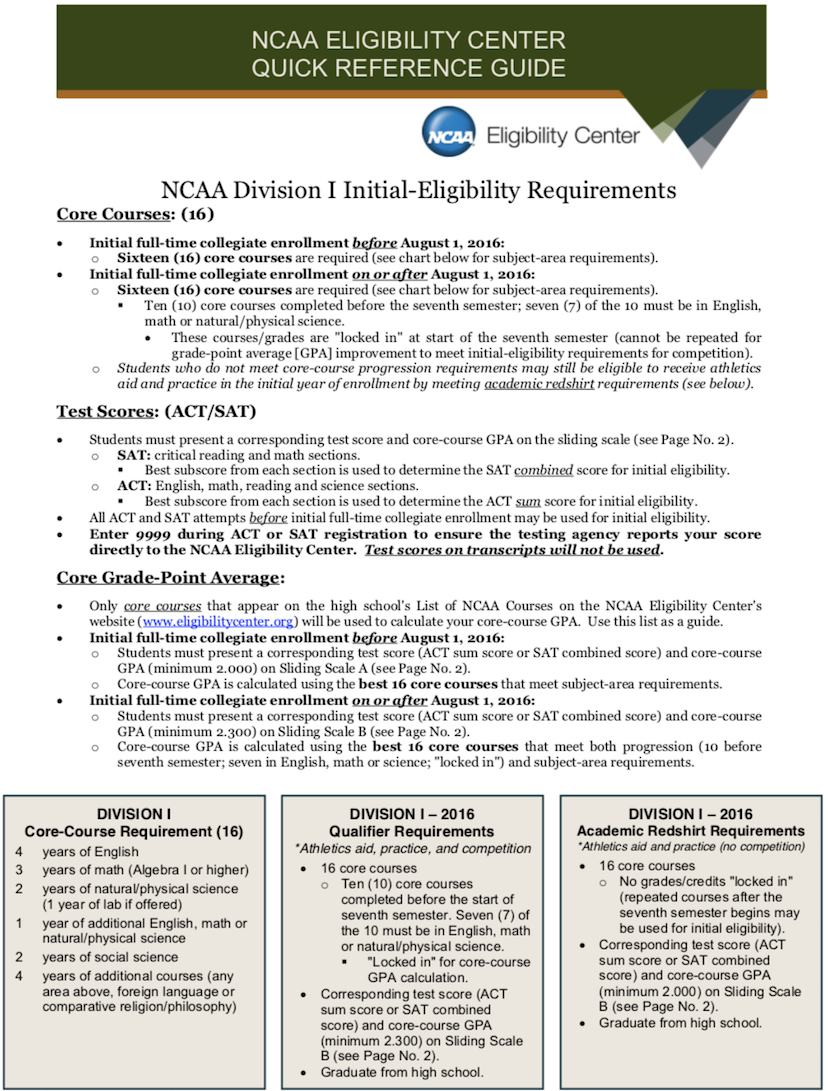 NCAA ELIGIBILITY CENTER
QUICK REFERENCE GUIDE
NCAA Eligibility Center
NCAA Division I Initial-Eligibility Requirements
Core Courses: (16)
• Initial full-time collegiate enrollment before August 1, 2016:
o Sixteen (16) core courses are required (see chart below for subject-area requirements).
• Initial full-time collegiate enrollment on or after August 1, 2016:
o Sixteen (16) core courses are required (see chart below for subject-area requirements).
▪ Ten (10) core courses completed before the seventh semester; seven (7) of the 10 must be in English,
math or natural/physical science.
• These courses/grades are "locked in" at start of the seventh semester (cannot be repeated for
grade-point average [GPA] improvement to meet initial-eligibility requirements for competition).
o Students who do not meet core-course progression requirements may still be eligible to receive athletics
aid and practice in the initial year of enrollment by meeting academic redshirt requirements (see below).
Test Scores: (ACT/SAT)
• Students must present a corresponding test score and core-course GPA on the sliding scale (see Page No. 2).
o SAT: critical reading and math sections.
▪ Best subscore from each section is used to determine the SAT combined score for initial eligibility.
o ACT: English, math, reading and science sections.
▪ Best subscore from each section is used to determine the ACT sum score for initial eligibility.
• All ACT and SAT attempts before initial full-time collegiate enrollment may be used for initial eligibility.
• Enter 9999 during ACT or SAT registration to ensure the testing agency reports your score
directly to the NCAA Eligibility Center. Test scores on transcripts will not be used.
Core Grade-Point Average:
• Only core courses that appear on the high school's List of NCAA Courses on the NCAA Eligibility Center's
website (www.eligibilitycenter.org) will be used to calculate your core-course GPA. Use this list as a guide.
• Initial full-time collegiate enrollment before August 1, 2016:
o Students must present a corresponding test score (ACT sum score or SAT combined score) and core-course
GPA (minimum 2.000) on Sliding Scale A (see Page No. 2).
o Core-course GPA is calculated using the best 16 core courses that meet subject-area requirements.
• Initial full-time collegiate enrollment on or after August 1, 2016:
o Students must present a corresponding test score (ACT sum score or SAT combined score) and core-course
GPA (minimum 2.300) on Sliding Scale B (see Page No. 2).
o Core-course GPA is calculated using the best 16 core courses that meet both progression (10 before
seventh semester; seven in English, math or science; "locked in") and subject-area requirements.
DIVISION I
Core-Course Requirement (16)
4 years of English
3 years of math (Algebra I or higher)
2 years of natural/physical science
(1 year of lab if offered)
1 year of additional English, math or
natural/physical science
2 years of social science
4 years of additional courses (any
area above, foreign language or
comparative religion/philosophy)
DIVISION I – 2016
Qualifier Requirements
*Athletics aid, practice, and competition
• 16 core courses
o Ten (10) core courses
completed before the start of
seventh semester. Seven (7) of
the 10 must be in English, math
or natural/physical science.
▪ "Locked in" for core-course
GPA calculation.
• Corresponding test score (ACT
sum score or SAT combined
score) and core-course GPA
(minimum 2.300) on Sliding Scale
B (see Page No. 2).
• Graduate from high school.
DIVISION I – 2016
Academic Redshirt Requirements
*Athletics aid and practice (no competition)
• 16 core courses
o No grades/credits "locked in"
(repeated courses after the
seventh semester begins may
be used for initial eligibility).
• Corresponding test score (ACT
sum score or SAT combined
score) and core-course GPA
(minimum 2.000) on Sliding Scale
B (see Page No. 2).
• Graduate from high school.